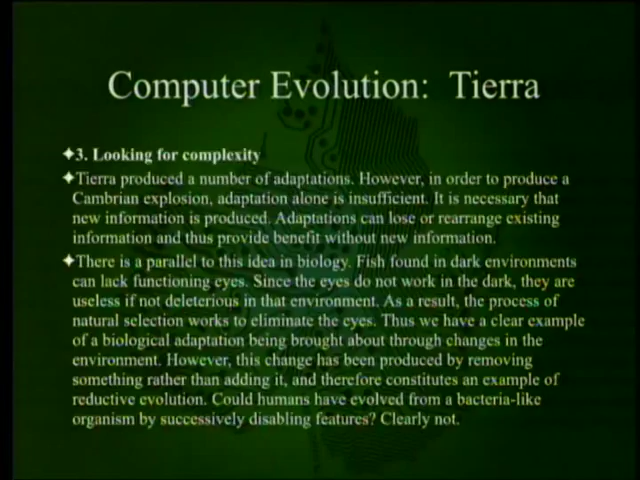 Computer Evolution: Tierra
✦3. Looking for complexity
✦Tierra produced a number of adaptations. However, in order to produce a
Cambrian explosion, adaptation alone is insufficient. It is necessary that
new information is produced. Adaptations can lose or rearrange existing
information and thus provide benefit without new information.
✦There is a parallel to this idea in biology. Fish found in dark environments
can lack functioning eyes. Since the eyes do not work in the dark, they are
useless if not deleterious in that environment. As a result, the process of
natural selection works to eliminate the eyes. Thus we have a clear example
of a biological adaptation being brought about through changes in the
environment. However, this change has been produced by removing
something rather than adding it, and therefore constitutes an example of
reductive evolution. Could humans have evolved from a bacteria-like
organism by successively disabling features? Clearly not.